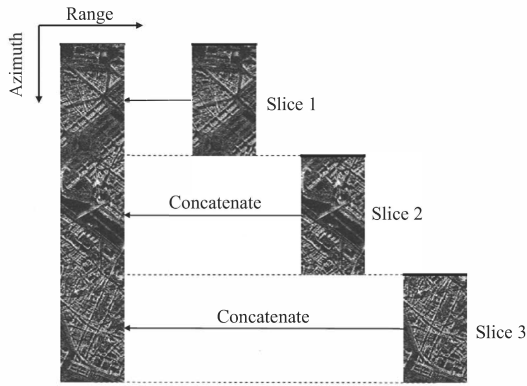 Range
Azimuth
Slice 1
Concatenate
Slice 2
Concatenate
Slice 3